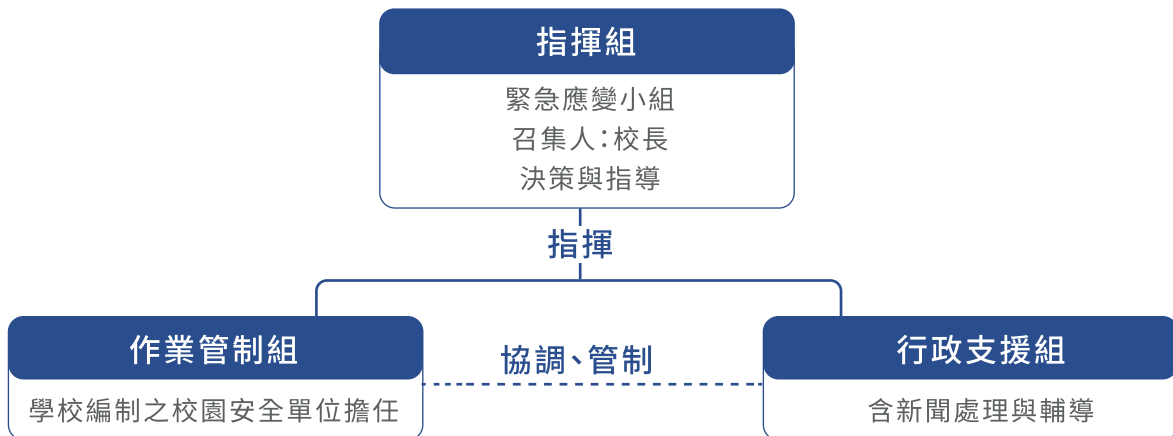 指揮組
緊急應變小組
召集人：校長
決策與指導
指揮
作業管制組
學校編制之校園安全單位擔任
協調、管制
行政支援組
含新聞處理與輔導